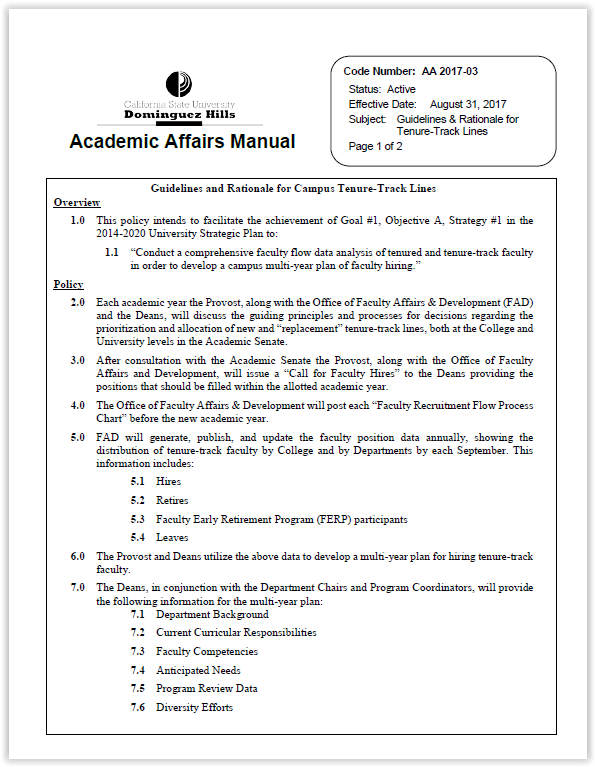 California State University
Dominguez Hills
Academic Affairs Manual
Code Number: AA 2017-03
Status: Active
Effective Date: August 31, 2017
Subject: Guidelines & Rationale for
Tenure-Track Lines
Page 1 of 2
Guidelines and Rationale for Campus Tenure-Track Lines
Overview
1.0 This policy intends to facilitate the achievement of Goal #1, Objective A, Strategy #1 in the
2014-2020 University Strategic Plan to:
1.1 “Conduct a comprehensive faculty flow data analysis of tenured and tenure-track faculty
in order to develop a campus multi-year plan of faculty hiring.”
Policy
2.0 Each academic year the Provost, along with the Office of Faculty Affairs & Development (FAD)
and the Deans, will discuss the guiding principles and processes for decisions regarding the
prioritization and allocation of new and “replacement” tenure-track lines, both at the College and
University levels in the Academic Senate.
3.0 After consultation with the Academic Senate the Provost, along with the Office of Faculty
Affairs and Development, will issue a “Call for Faculty Hires” to the Deans providing the
positions that should be filled within the allotted academic year.
4.0 The Office of Faculty Affairs & Development will post each “Faculty Recruitment Flow Process
Chart” before the new academic year.
5.0 FAD will generate, publish, and update the faculty position data annually, showing the
distribution of tenure-track faculty by College and by Departments by each September. This
information includes:
5.1 Hires
5.2 Retires
5.3 Faculty Early Retirement Program (FERP) participants
5.4 Leaves
6.0 The Provost and Deans utilize the above data to develop a multi-year plan for hiring tenure-track
faculty.
7.0 The Deans, in conjunction with the Department Chairs and Program Coordinators, will provide
the following information for the multi-year plan:
7.1 Department Background
7.2 Current Curricular Responsibilities
7.3 Faculty Competencies
7.4 Anticipated Needs
7.5 Program Review Data
7.6 Diversity Efforts